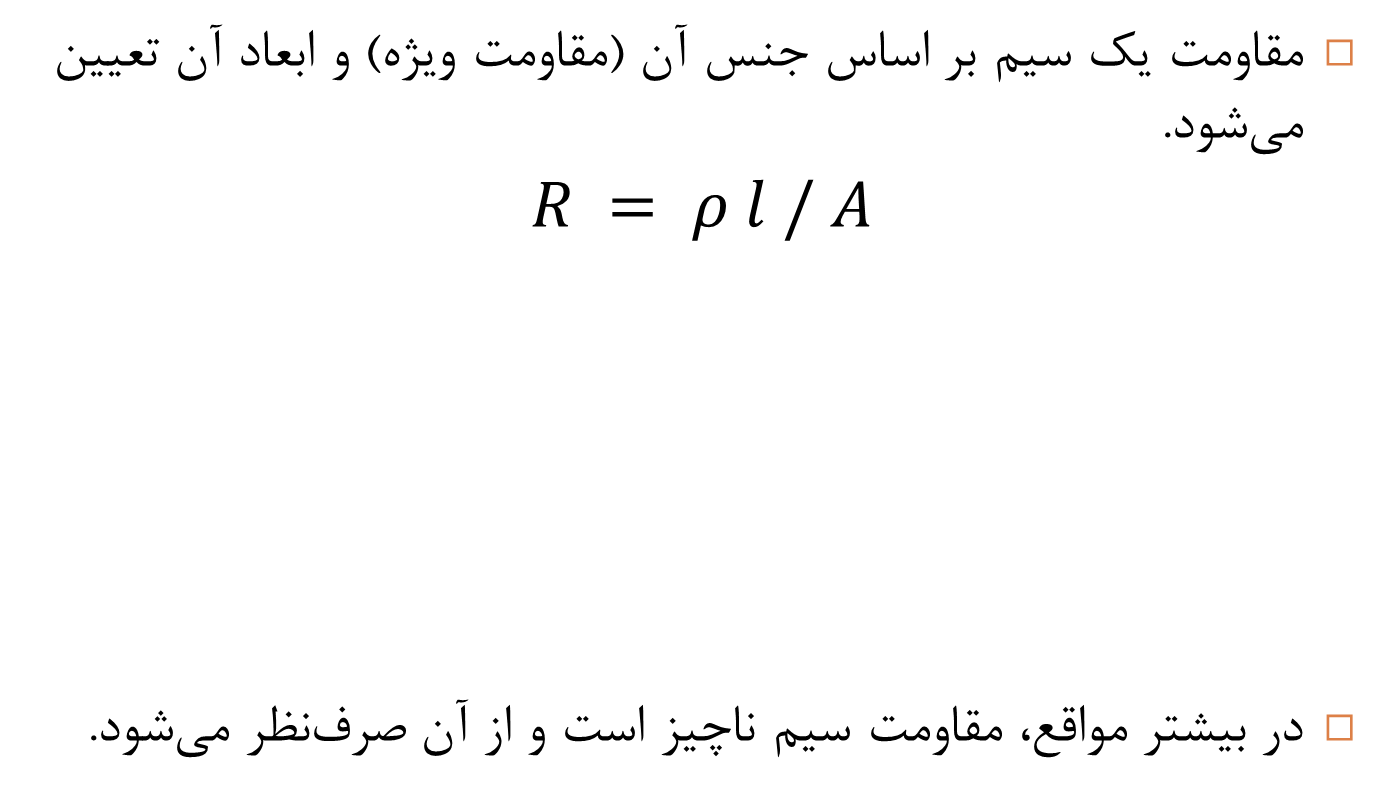 مقاومت یک سیم بر اساس جنس آن (مقاومت ویژه) و ابعاد آن تعیین
می‌شود.
R = ρ l / A
در بیشتر مواقع، مقاومت سیم ناچیز است و از آن صرف‌نظر می‌شود.